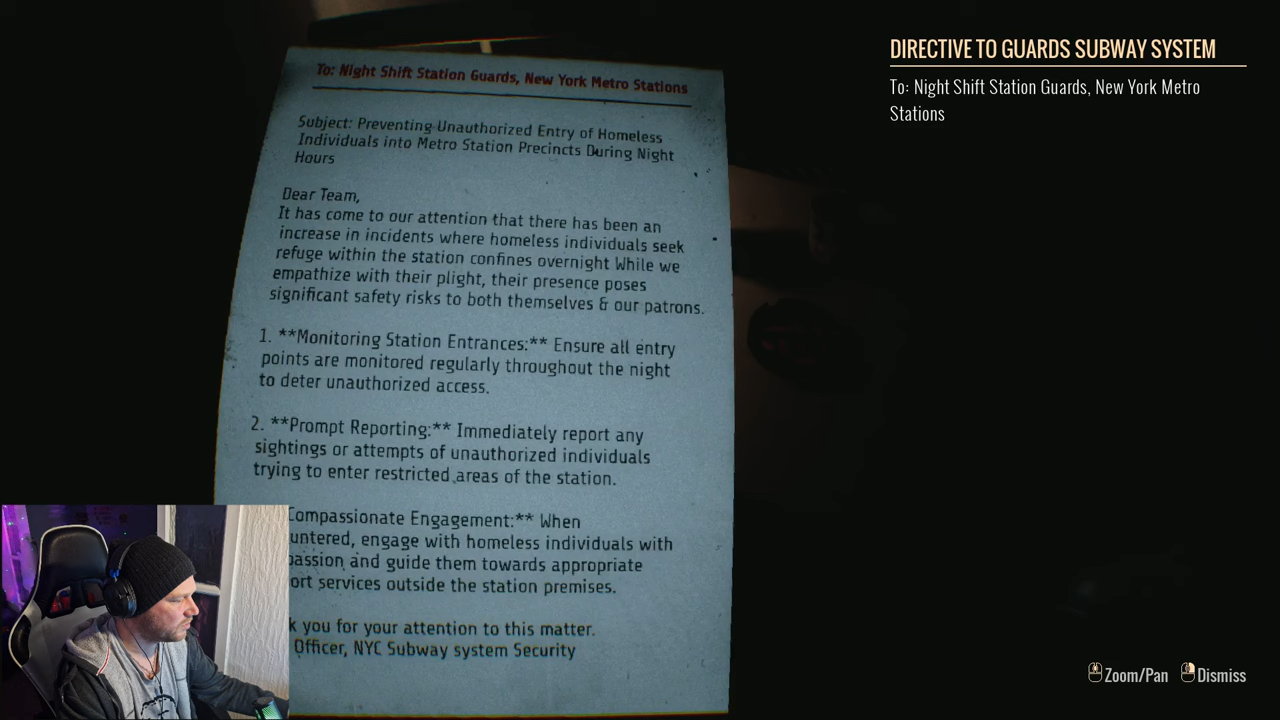 DIRECTIVE TO GUARDS SUBWAY SYSTEM
To: Night Shift Station Guards, New York Metro
Stations
To: Night Shift Station Guards, New York Metro Stations
Subject: Preventing Unauthorized Entry of Homeless
Individuals into Metro Station Precincts During Night
Hours
Dear Team,
It has come to our attention that there has been an
increase in incidents where homeless individuals seek
refuge within the station confines overnight While we
empathize with their plight, their presence poses
significant safety risks to both themselves & our patrons.
1. **Monitoring Station Entrances:** Ensure all entry
points are monitored regularly throughout the night
to deter unauthorized access.
2. **Prompt Reporting:** Immediately report any
sightings or attempts of unauthorized individuals
trying to enter restricted areas of the station.
Compassionate Engagement:** When
untered, engage with homeless individuals with
passion and guide them towards appropriate
ort services outside the station premises.
k you for your attention to this matter.
Officer, NYC Subway system Security
Zoom/Pan
Dismiss